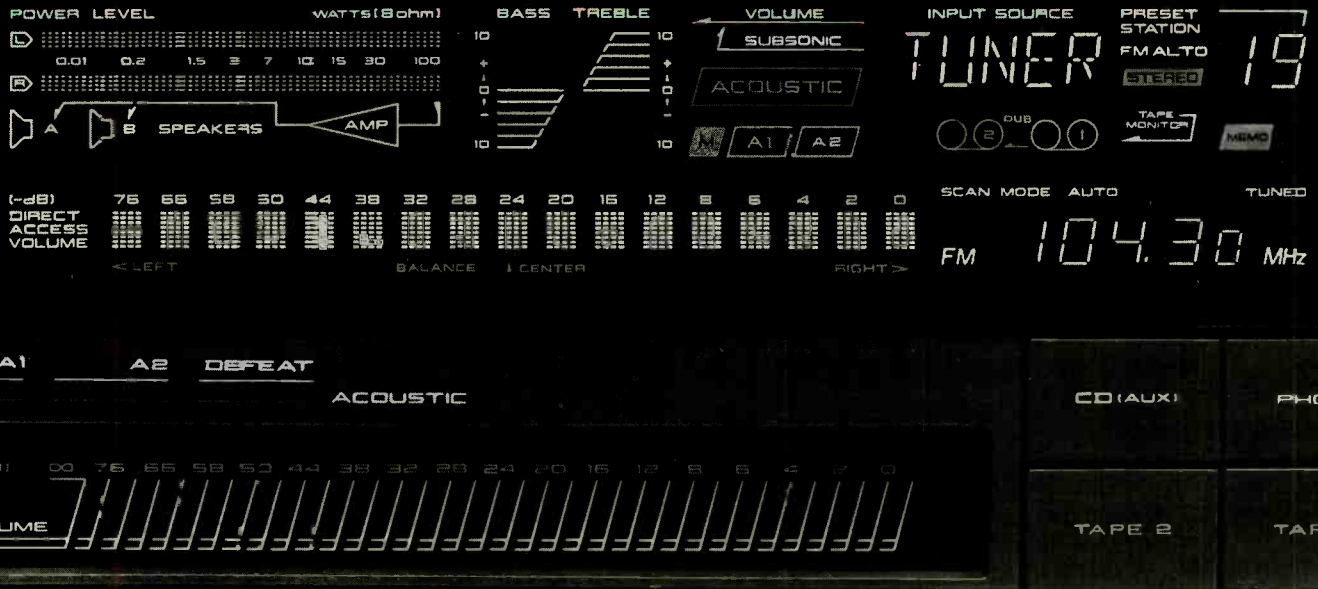 POWER LEVEL WATTS (8ohm) BASS TREBLE VOLUME INPUT SOURCE PRESET STATION
L 10 10 SUBSONIC TUNER FM AUTO 19
0.01 0.2 1.5 3 7 10 15 30 100 + + ACOUSTIC STEREO
R 0 0
A B SPEAKERS AMP - - M A1 A2 2 DUB 1 TAPE MONITOR MEMO
10 10
(-dB) 76 66 58 50 44 38 32 28 24 20 16 12 8 6 4 2 0 SCAN MODE AUTO TUNED
DIRECT
ACCESS
VOLUME FM 104.30 MHz
<LEFT BALANCE CENTER RIGHT>
A1 A2 DEFEAT
ACOUSTIC CD (AUX)
∞ 76 66 58 50 44 38 32 28 24 20 16 12 8 6 4 2 0
UME TAPE 2